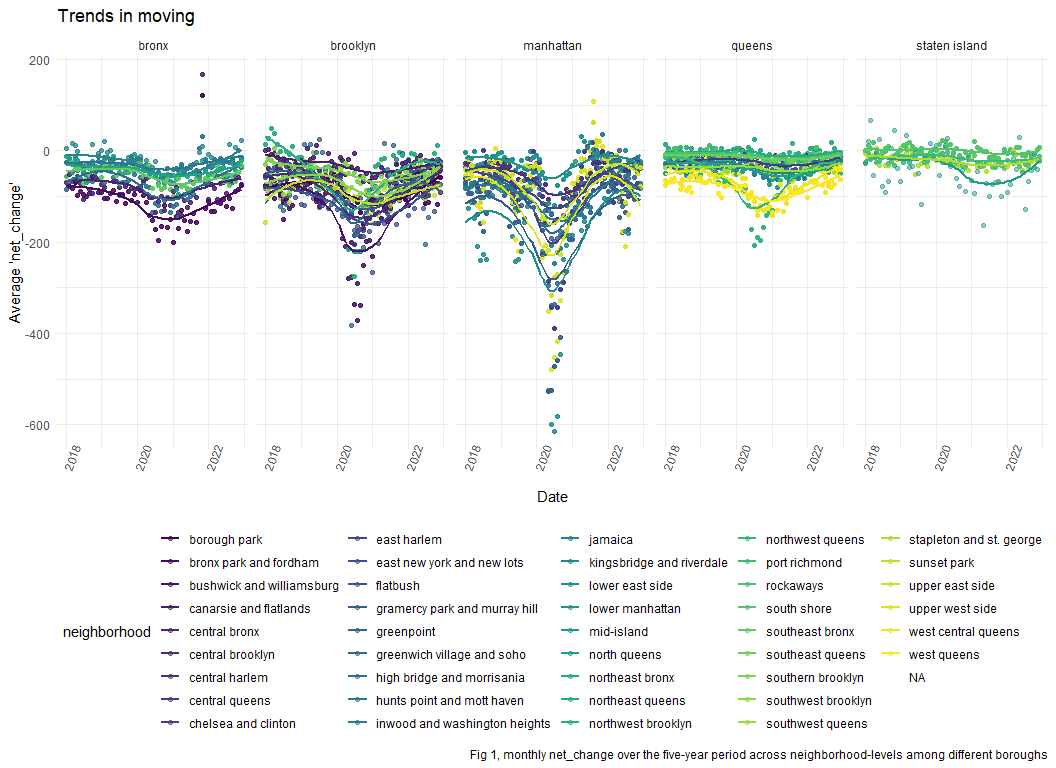 Trends in moving
bronx brooklyn manhattan queens staten island
200
0
-200
-400
-600
Average 'net_change'
2018 2020 2022 2018 2020 2022 2018 2020 2022 2018 2020 2022 2018 2020 2022
Date
neighborhood
borough park
bronx park and fordham
bushwick and williamsburg
canarsie and flatlands
central bronx
central brooklyn
central harlem
central queens
chelsea and clinton
east harlem
east new york and new lots
flatbush
gramercy park and murray hill
greenpoint
greenwich village and soho
high bridge and morrisania
hunts point and mott haven
inwood and washington heights
jamaica
kingsbridge and riverdale
lower east side
lower manhattan
mid-island
north queens
northeast bronx
northeast queens
northwest brooklyn
northwest queens
port richmond
rockaways
south shore
southeast bronx
southeast queens
southern brooklyn
southwest brooklyn
southwest queens
stapleton and st. george
sunset park
upper east side
upper west side
west central queens
west queens
NA
Fig 1, monthly net_change over the five-year period across neighborhood-levels among different boroughs